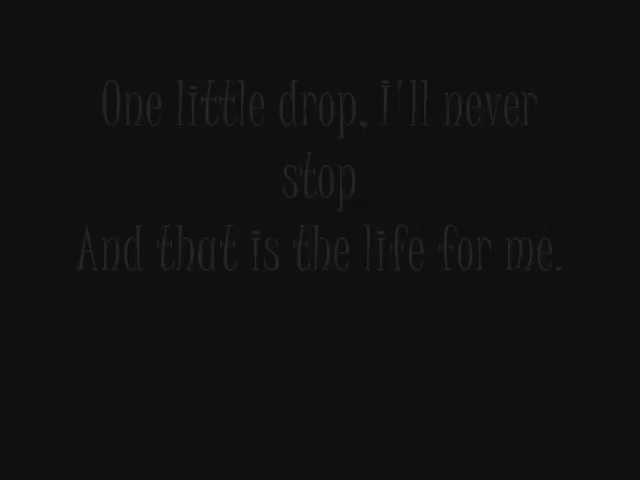 One little drop, I'll never
stop
And that is the life for me.